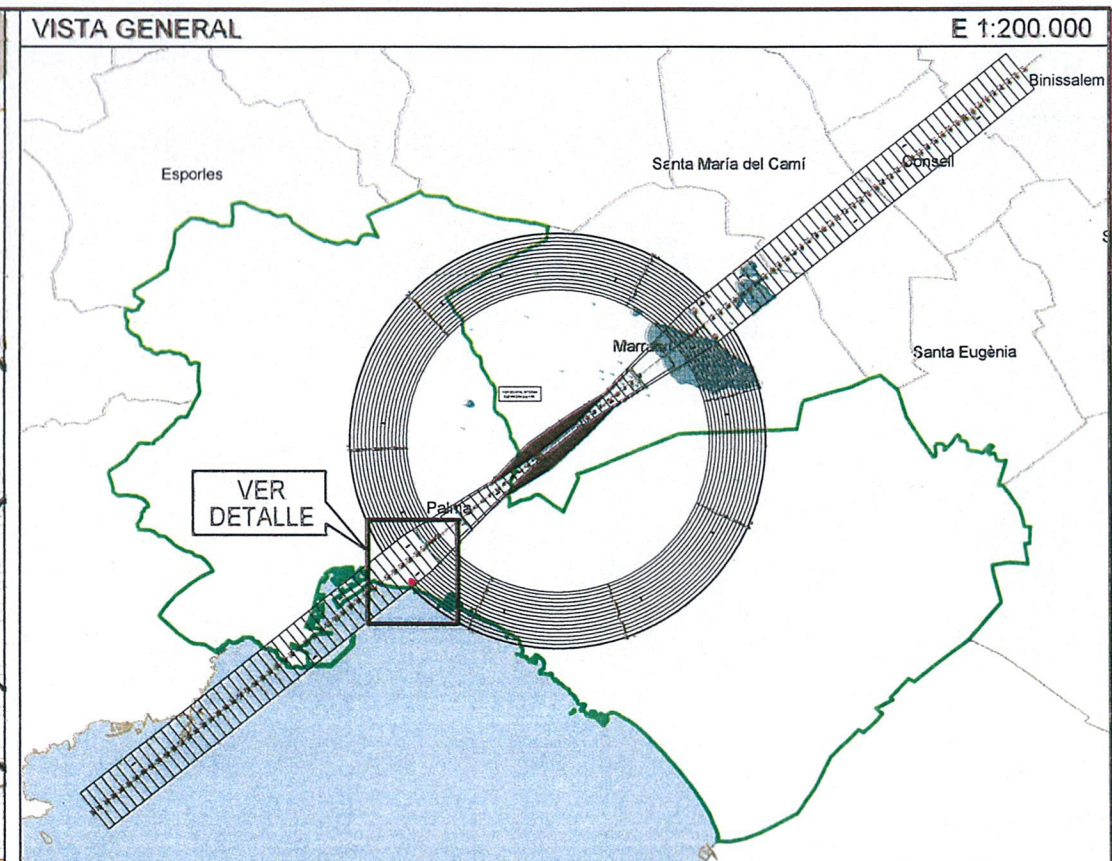 VISTA GENERAL
E 1:200.000
Binissalem
Esporles
Santa María del Camí
Consell
Santa Eugènia
VER
DETALLE
Palma